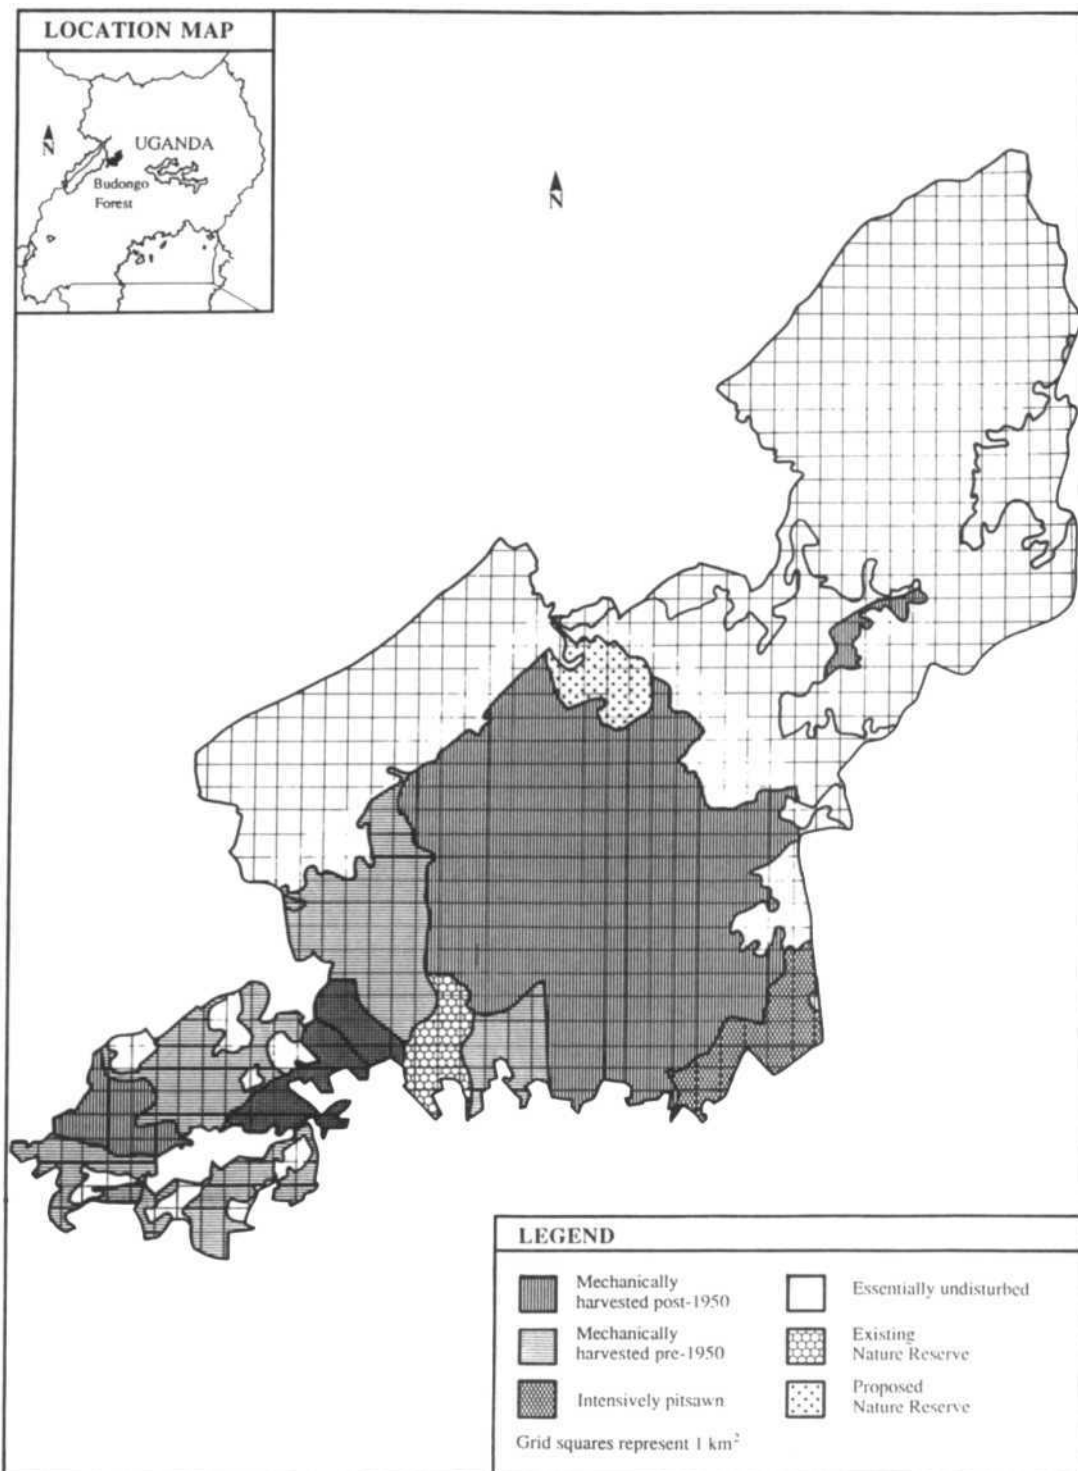 LOCATION MAP
N
UGANDA
Budongo
Forest
N
LEGEND
Mechanically
harvested post-1950
Mechanically
harvested pre-1950
Intensively pitsawn
Essentially undisturbed
Existing
Nature Reserve
Proposed
Nature Reserve
Grid squares represent 1 km²